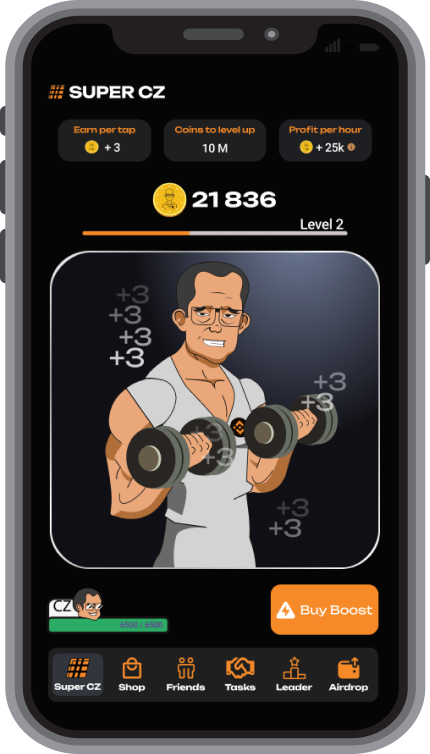 SUPER CZ
Earn per tap
+ 3
Coins to level up
10 M
Profit per hour
+ 25k
21 836
Level 2
+3
+3
+3
+3
+3
+3
+3
+3
+3
+3
CZ
6500 / 6500
Buy Boost
Super CZ
Shop
Friends
Tasks
Leader
Airdrop